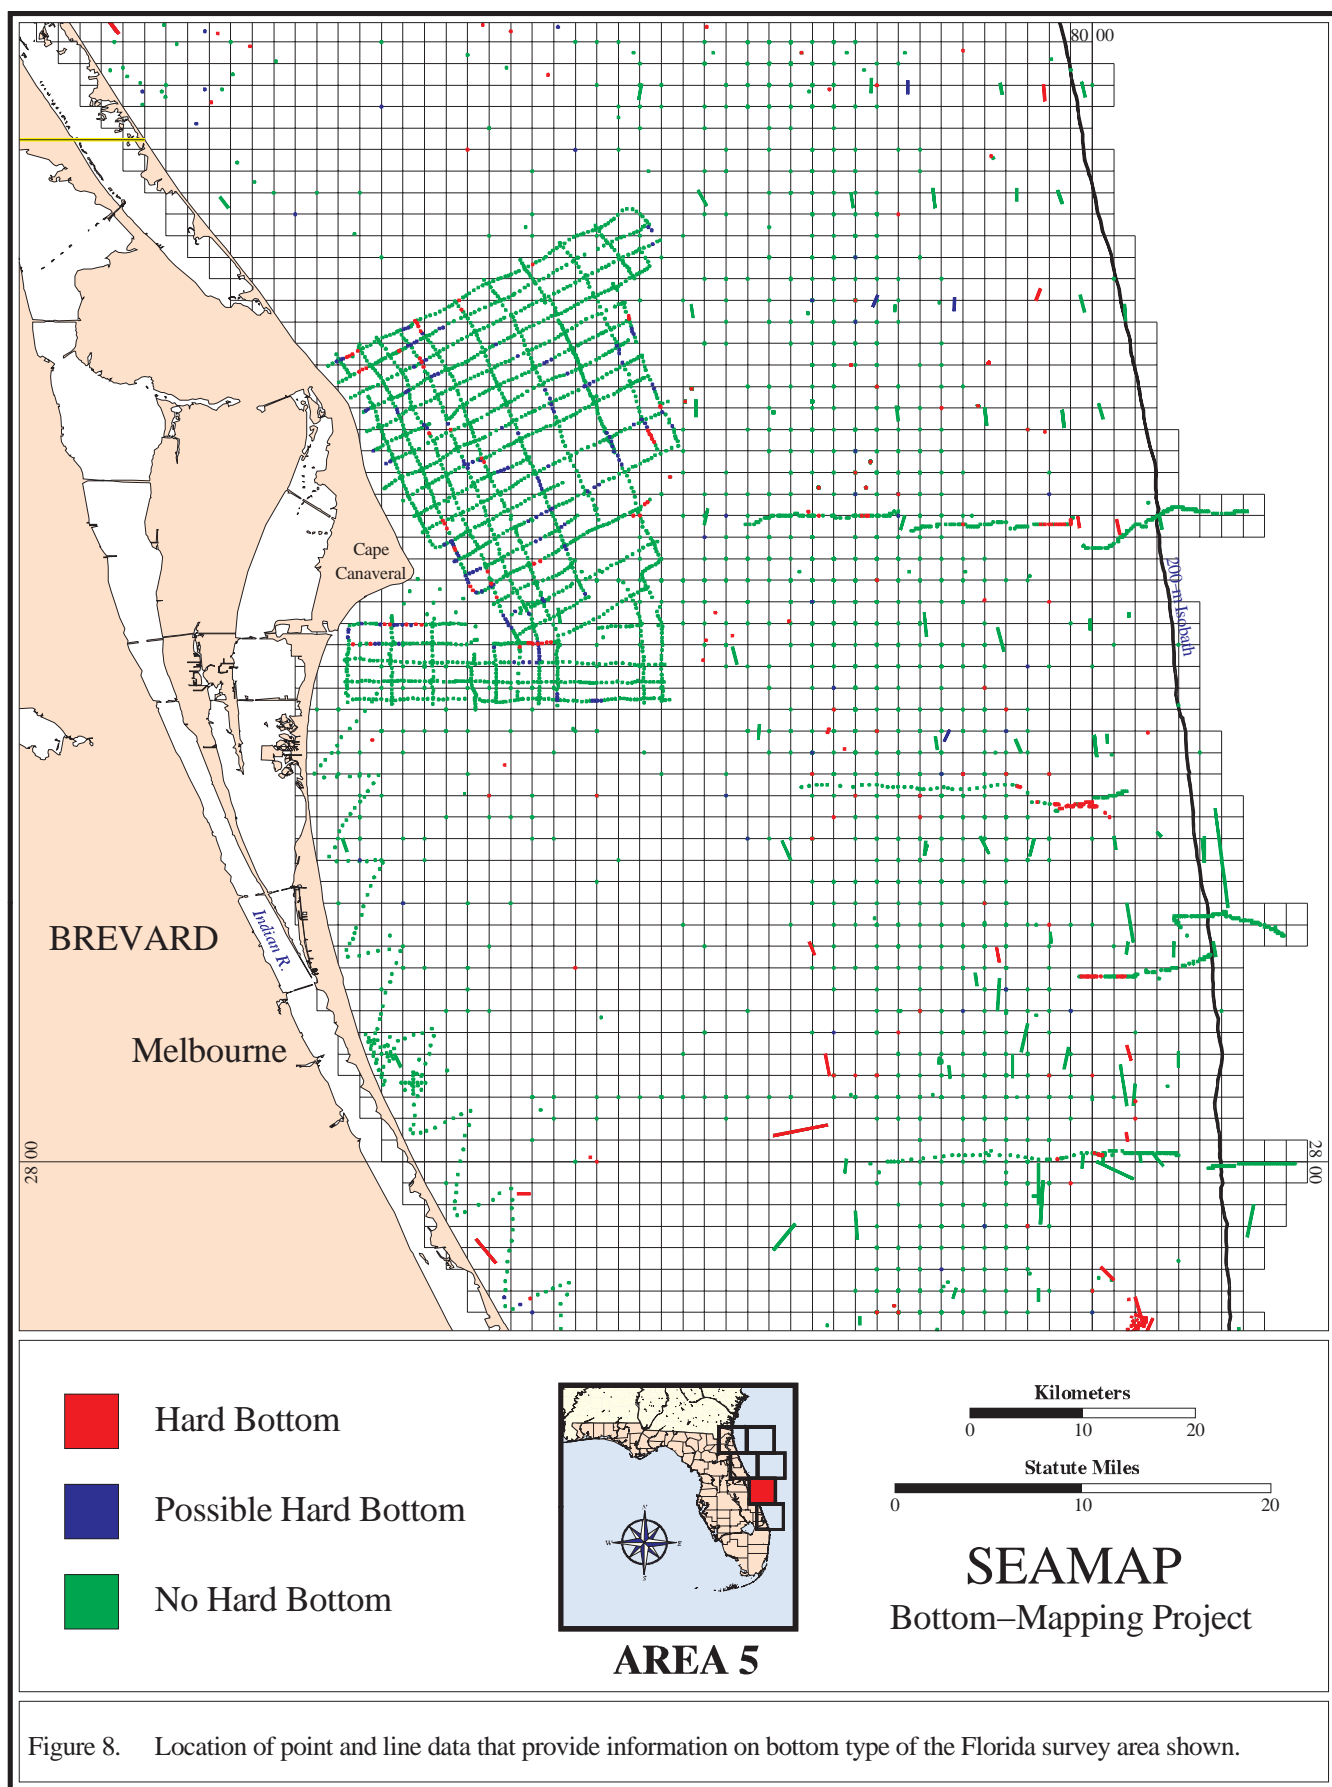 80 00
Cape
Canaveral
200-m Isobath
BREVARD
Indian R.
Melbourne
28 00
28 00
Hard Bottom
Possible Hard Bottom
No Hard Bottom
N
W
E
S
AREA 5
Kilometers
0 10 20
Statute Miles
0 10 20
SEAMAP
Bottom–Mapping Project
Figure 8. Location of point and line data that provide information on bottom type of the Florida survey area shown.